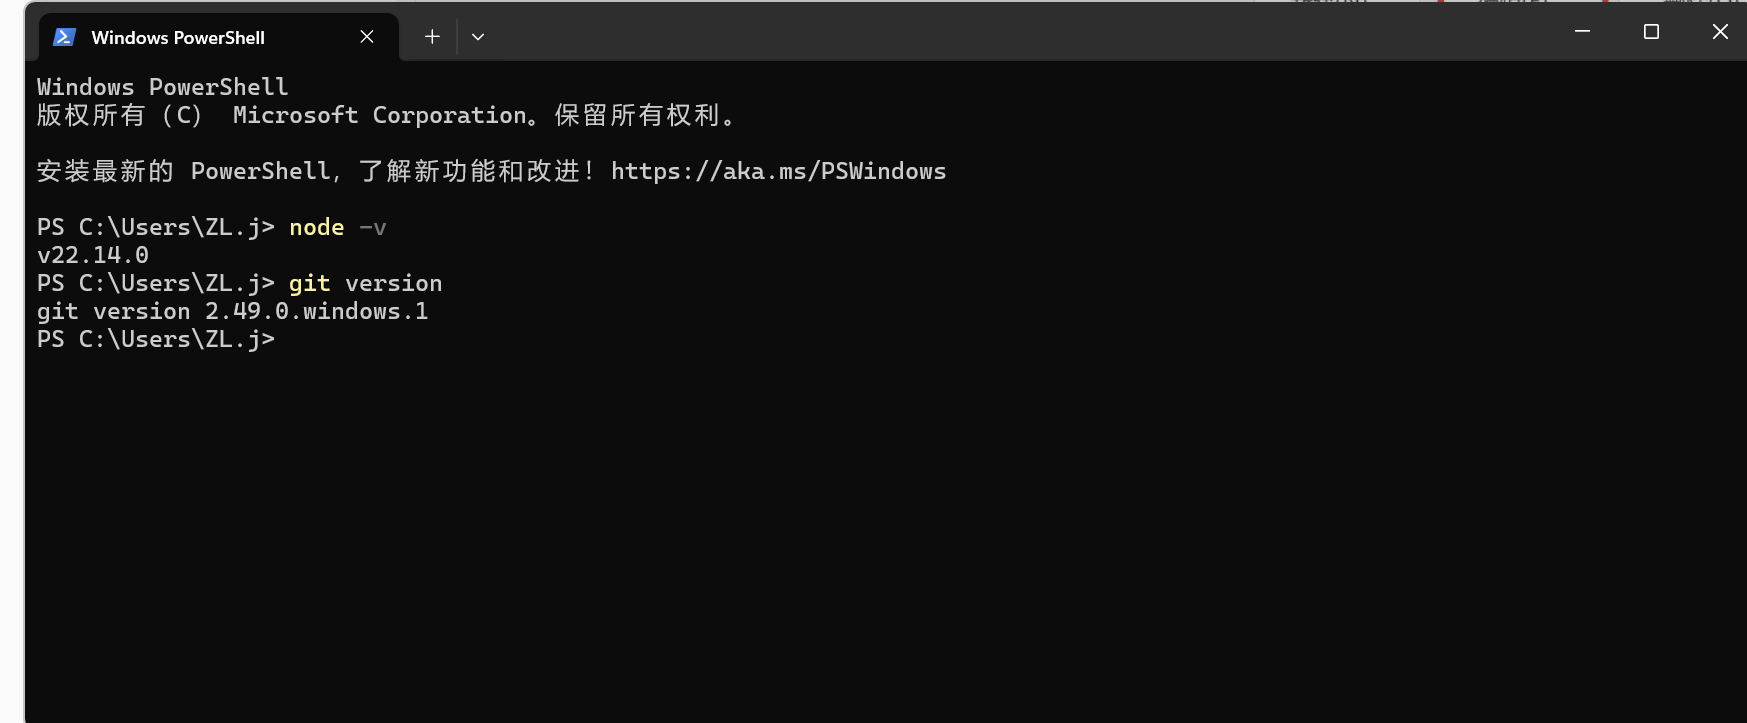 Windows PowerShell
Windows PowerShell
版权所有（C） Microsoft Corporation。保留所有权利。
安装最新的 PowerShell，了解新功能和改进！https://aka.ms/PSWindows
PS C:\Users\ZL.j> node -v
v22.14.0
PS C:\Users\ZL.j> git version
git version 2.49.0.windows.1
PS C:\Users\ZL.j>